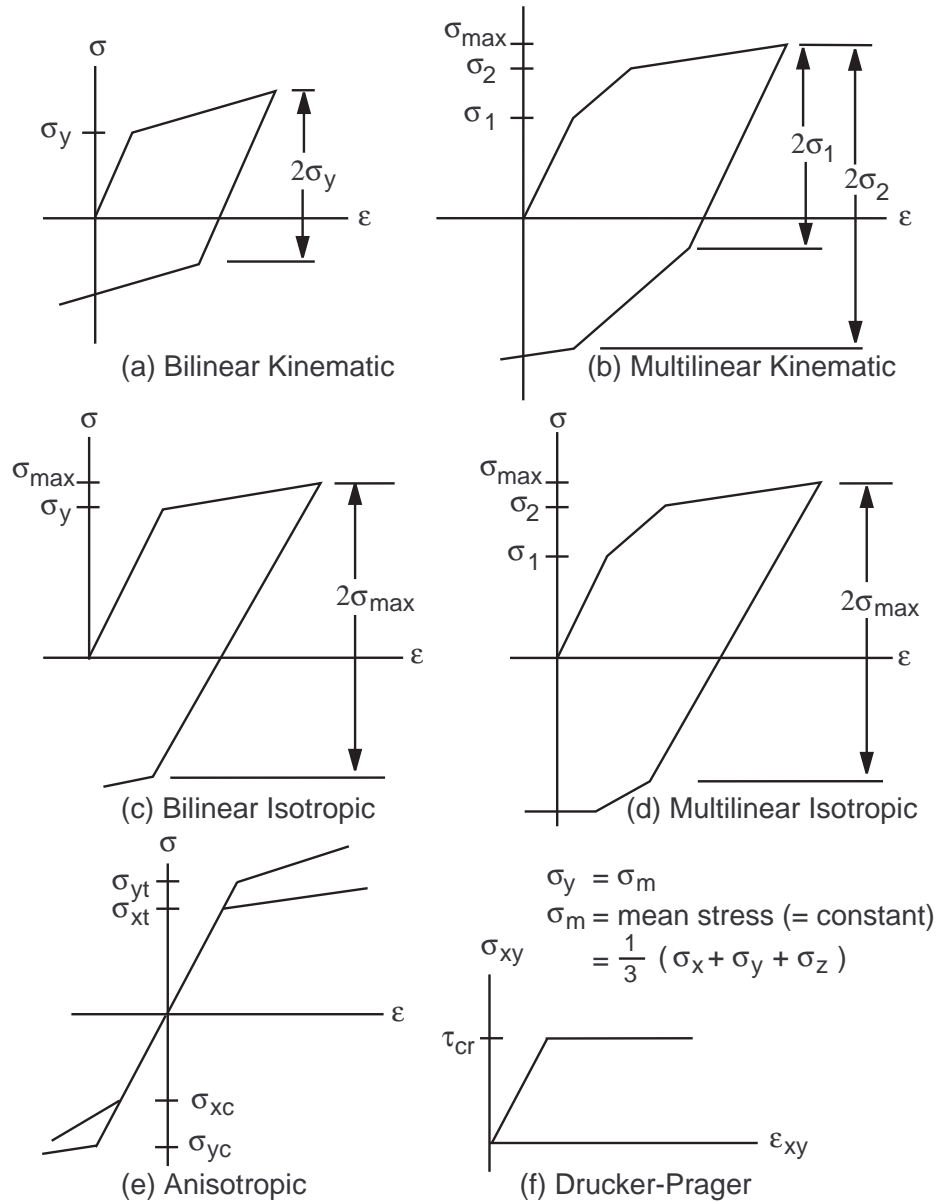 σ
σy
2σy
ε
(a) Bilinear Kinematic
σmax
σ2
σ1
2σ1
2σ2
ε
(b) Multilinear Kinematic
σ
σmax
σy
2σmax
ε
(c) Bilinear Isotropic
σ
σmax
σ2
σ1
2σmax
ε
(d) Multilinear Isotropic
σ
σyt
σxt
ε
σxc
σyc
(e) Anisotropic
σy = σm
σm = mean stress (= constant)
= 1/3 (σx + σy + σz)
σxy
τcr
εxy
(f) Drucker-Prager